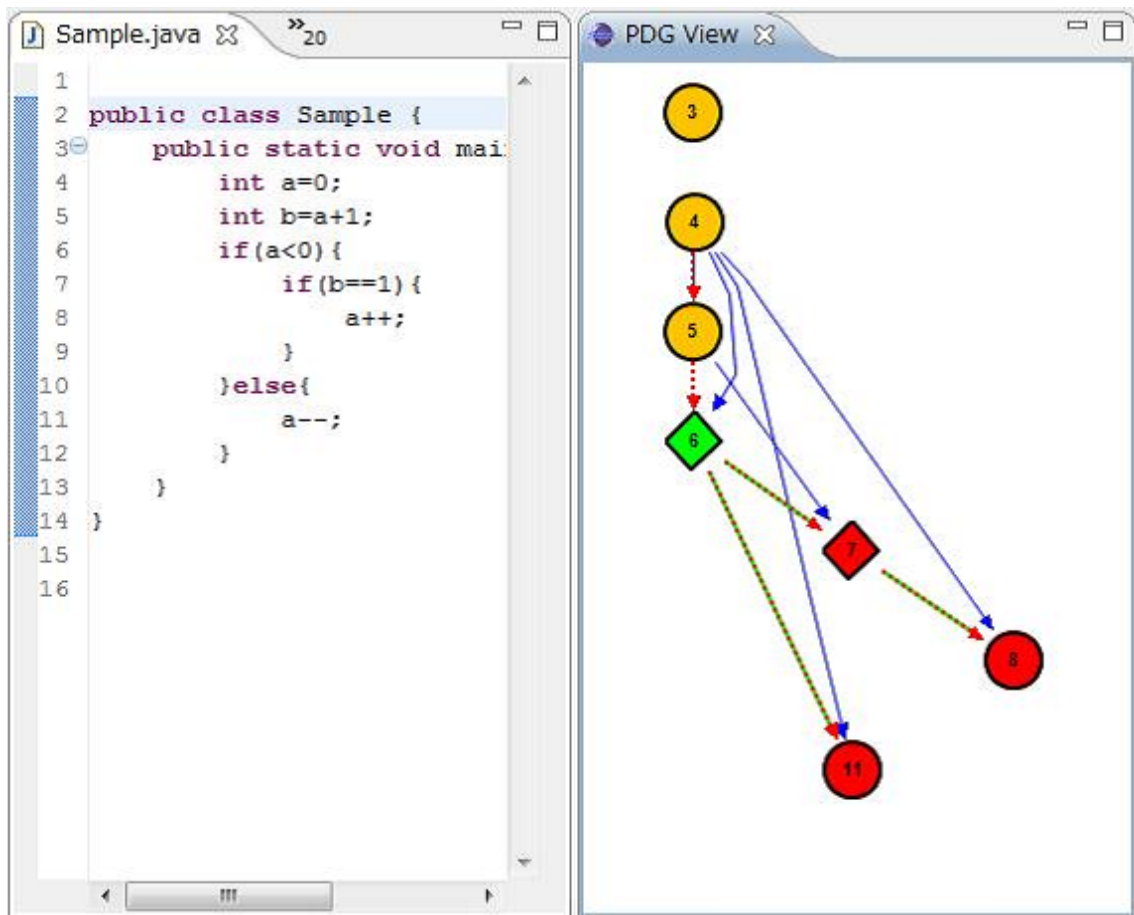 Sample.java »20
PDG View
1
2 public class Sample {
3 public static void mai
4 int a=0;
5 int b=a+1;
6 if(a<0){
7 if(b==1){
8 a++;
9 }
10 }else{
11 a--;
12 }
13 }
14 }
15
16
3
4
5
6
7
8
11